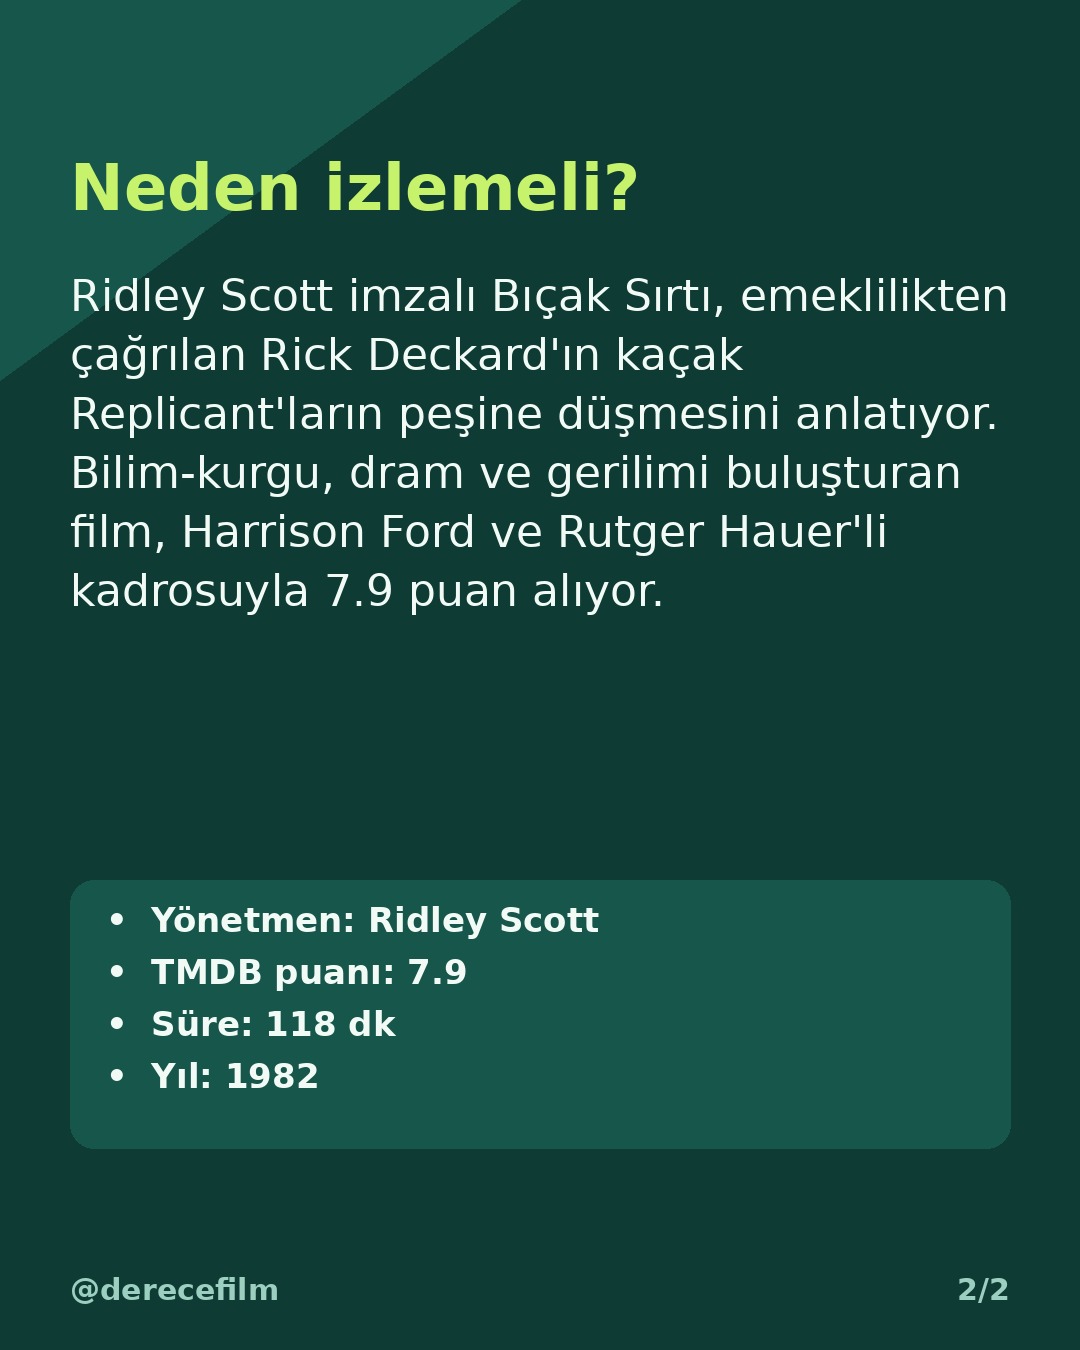 Neden izlemeli?
Ridley Scott imzalı Bıçak Sırtı, emeklilikten
çağrılan Rick Deckard'ın kaçak
Replicant'ların peşine düşmesini anlatıyor.
Bilim-kurgu, dram ve gerilimi buluşturan
film, Harrison Ford ve Rutger Hauer'li
kadrosuyla 7.9 puan alıyor.
• Yönetmen: Ridley Scott
• TMDB puanı: 7.9
• Süre: 118 dk
• Yıl: 1982
@derecefilm
2/2